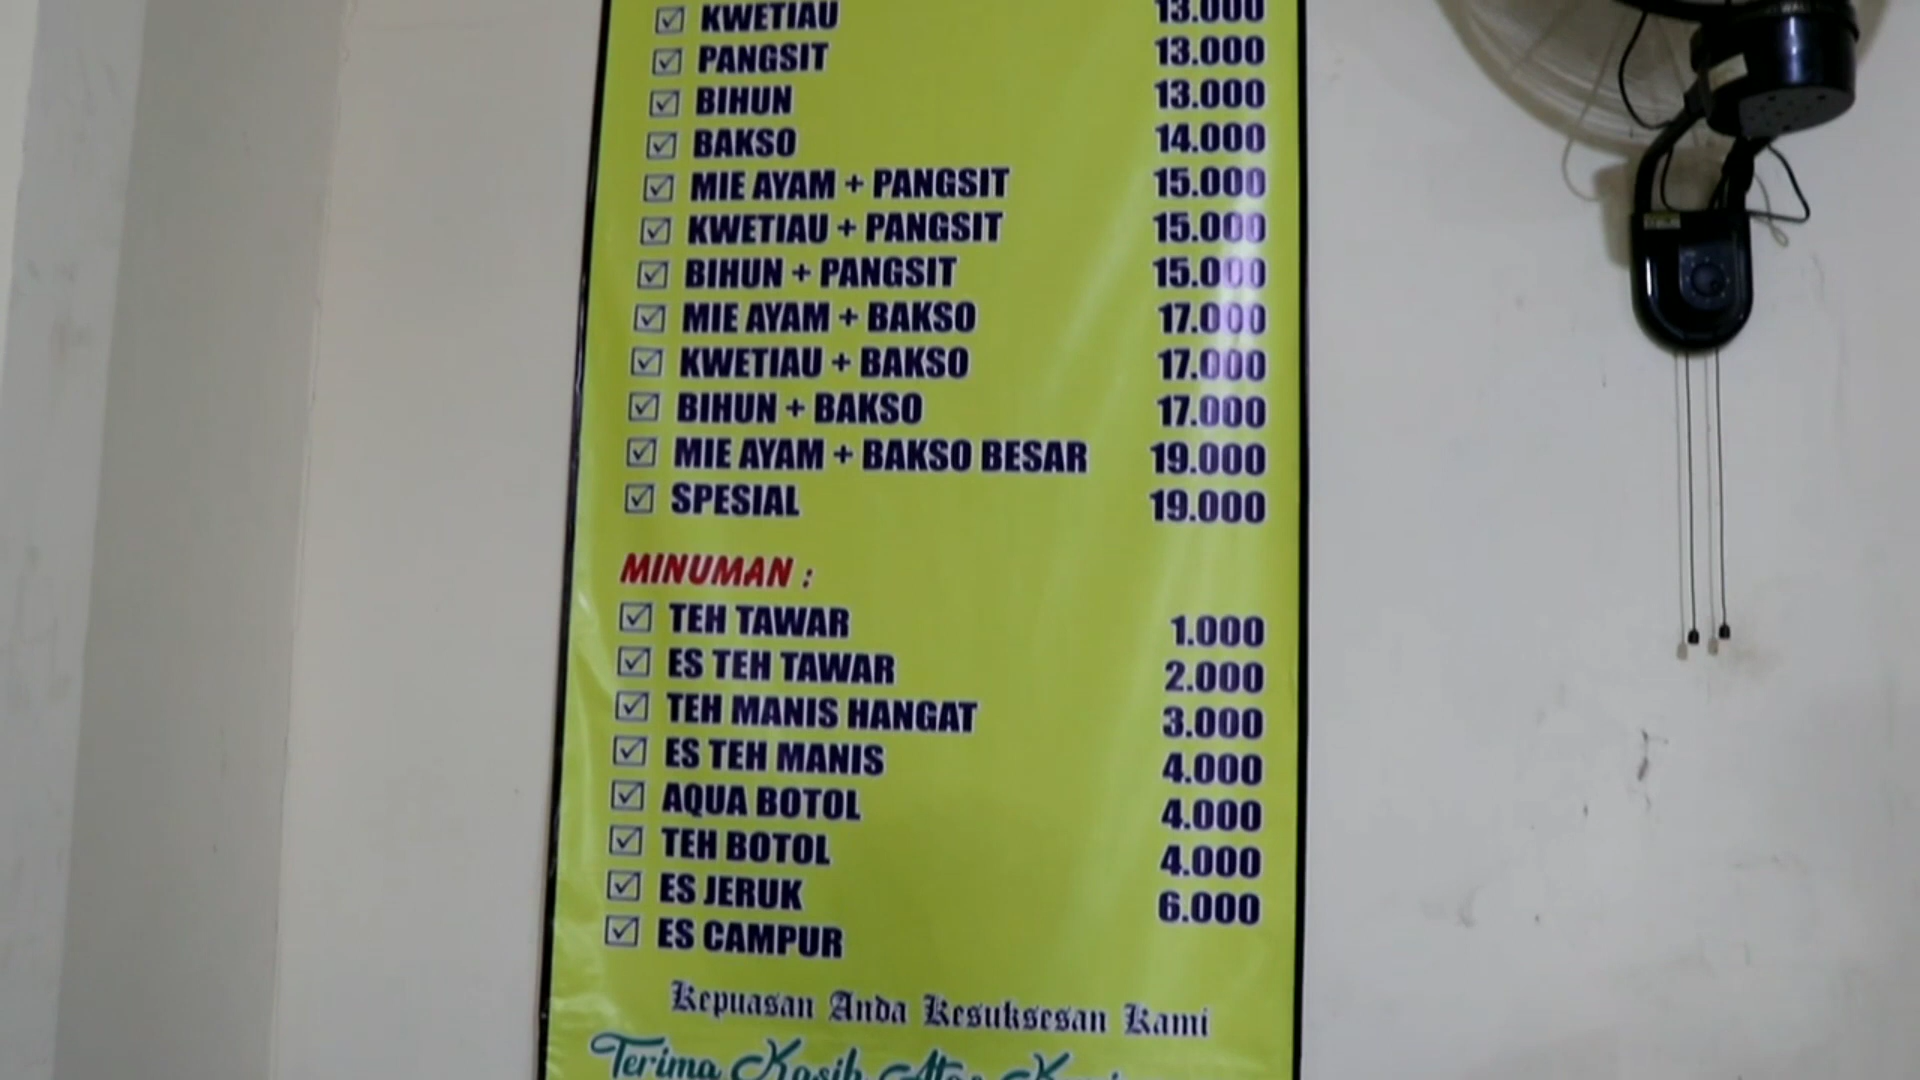 KWETIAU 13.000
PANGSIT 13.000
BIHUN 13.000
BAKSO 14.000
MIE AYAM + PANGSIT 15.000
KWETIAU + PANGSIT 15.000
BIHUN + PANGSIT 15.000
MIE AYAM + BAKSO 17.000
KWETIAU + BAKSO 17.000
BIHUN + BAKSO 17.000
MIE AYAM + BAKSO BESAR 19.000
SPESIAL 19.000
MINUMAN :
TEH TAWAR 1.000
ES TEH TAWAR 2.000
TEH MANIS HANGAT 3.000
ES TEH MANIS 4.000
AQUA BOTOL 4.000
TEH BOTOL 4.000
ES JERUK 6.000
ES CAMPUR
Kepuasan Anda Kesuksesan Kami
Terima Kasih Atas